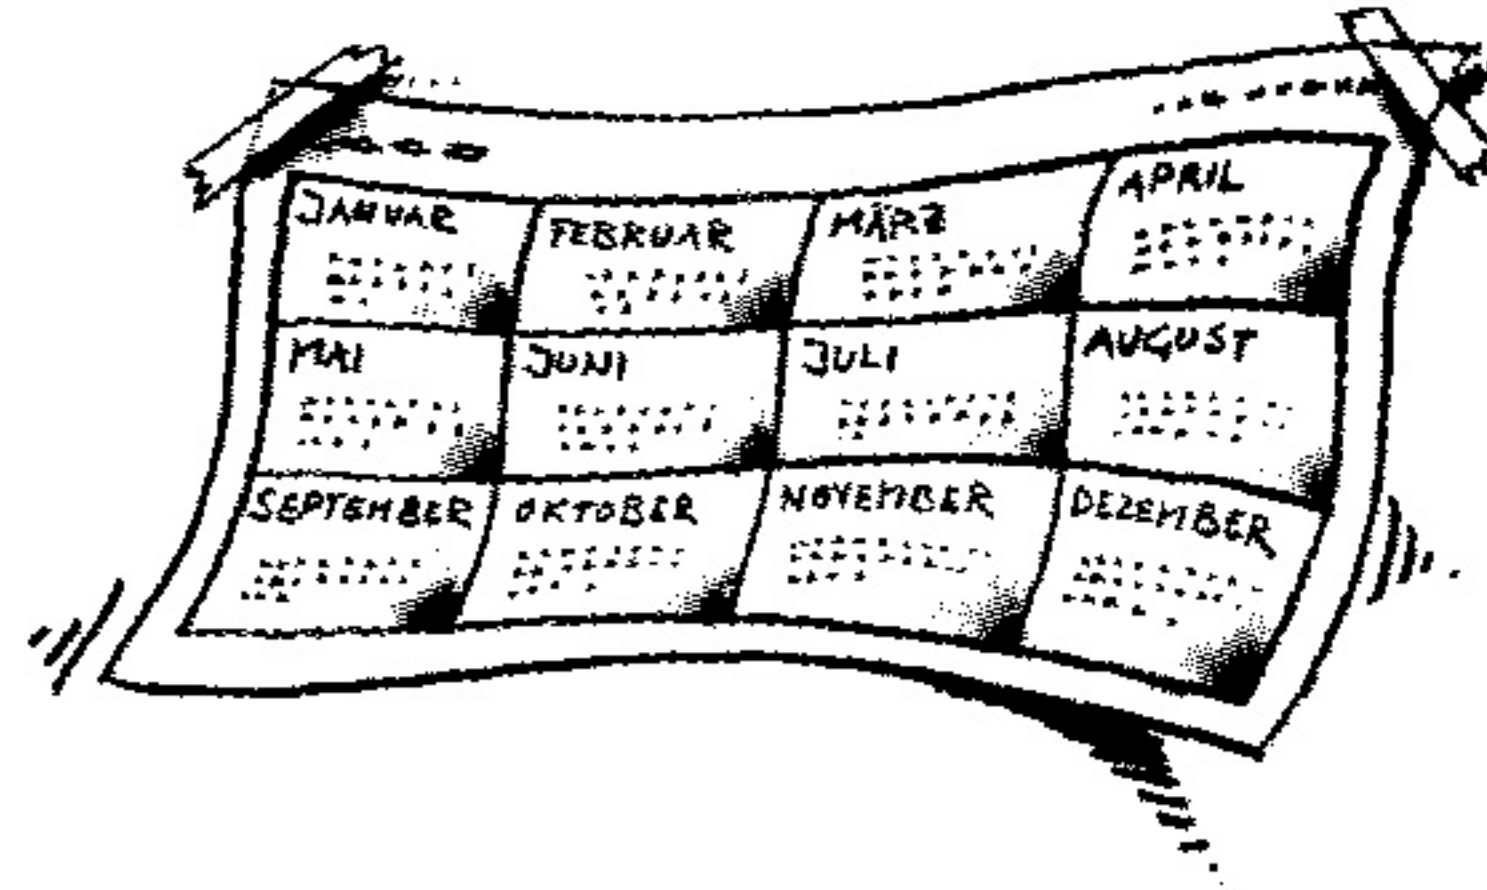 JANUAR
FEBRUAR
MÄRZ
APRIL
MAI
JUNI
JULI
AUGUST
SEPTEMBER
OKTOBER
NOVEMBER
DEZEMBER